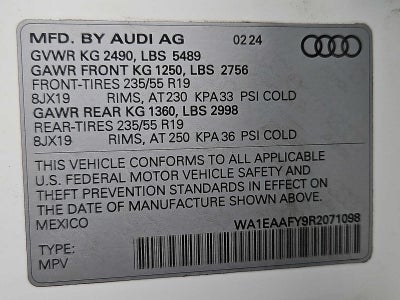 MFD. BY AUDI AG 02/24
GVWR KG 2490, LBS 5489
GAWR FRONT KG 1250, LBS 2756
FRONT-TIRES 235/55 R19
8JX19 RIMS, AT 230 KPA 33 PSI COLD
GAWR REAR KG 1360, LBS 2998
REAR-TIRES 235/55 R19
8JX19 RIMS, AT 250 KPA 36 PSI COLD
THIS VEHICLE CONFORMS TO ALL APPLICABLE
U.S. FEDERAL MOTOR VEHICLE SAFETY AND
THEFT PREVENTION STANDARDS IN EFFECT ON
THE DATE OF MANUFACTURE SHOWN ABOVE.
MEXICO WA1EAAFY9R2071098
TYPE:
MPV